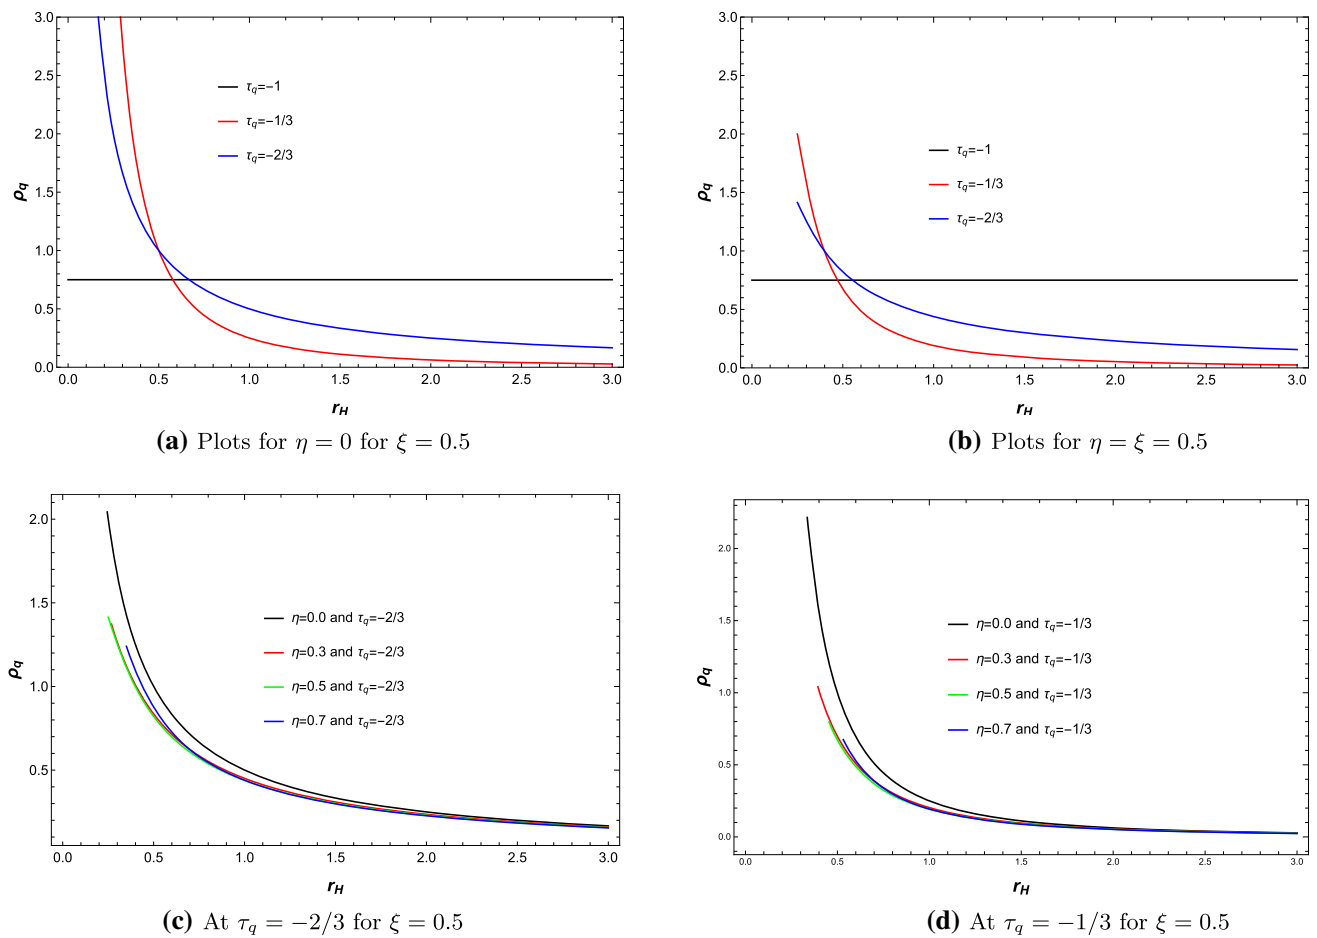 3.0
2.5
2.0
1.5
1.0
0.5
0.0
ρq
τq=−1
τq=−1/3
τq=−2/3
0.0 0.5 1.0 1.5 2.0 2.5 3.0
rH
(a) Plots for η = 0 for ξ = 0.5
3.0
2.5
2.0
1.5
1.0
0.5
0.0
ρq
τq=−1
τq=−1/3
τq=−2/3
0.0 0.5 1.0 1.5 2.0 2.5 3.0
rH
(b) Plots for η = ξ = 0.5
2.0
1.5
1.0
0.5
ρq
η=0.0 and τq=−2/3
η=0.3 and τq=−2/3
η=0.5 and τq=−2/3
η=0.7 and τq=−2/3
0.0 0.5 1.0 1.5 2.0 2.5 3.0
rH
(c) At τq = −2/3 for ξ = 0.5
2.0
1.5
1.0
0.5
0.0
ρq
η=0.0 and τq=−1/3
η=0.3 and τq=−1/3
η=0.5 and τq=−1/3
η=0.7 and τq=−1/3
0.0 0.5 1.0 1.5 2.0 2.5 3.0
rH
(d) At τq = −1/3 for ξ = 0.5